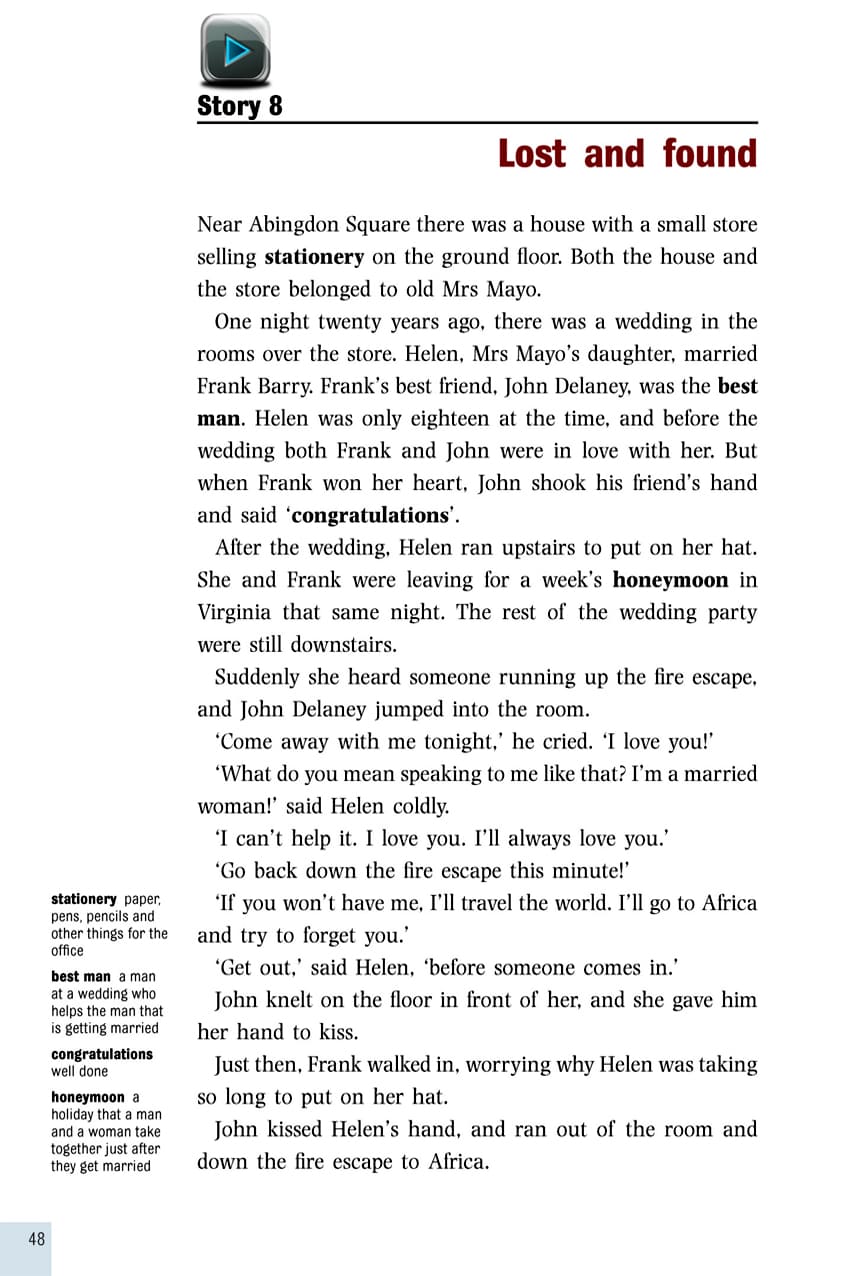 Story 8
Lost and found
Near Abingdon Square there was a house with a small store
selling stationery on the ground floor. Both the house and
the store belonged to old Mrs Mayo.
One night twenty years ago, there was a wedding in the
rooms over the store. Helen, Mrs Mayo's daughter, married
Frank Barry. Frank's best friend, John Delaney, was the best
man. Helen was only eighteen at the time, and before the
wedding both Frank and John were in love with her. But
when Frank won her heart, John shook his friend's hand
and said ‘congratulations’.
After the wedding, Helen ran upstairs to put on her hat.
She and Frank were leaving for a week's honeymoon in
Virginia that same night. The rest of the wedding party
were still downstairs.
Suddenly she heard someone running up the fire escape,
and John Delaney jumped into the room.
‘Come away with me tonight,’ he cried. ‘I love you!’
‘What do you mean speaking to me like that? I'm a married
woman!’ said Helen coldly.
‘I can't help it. I love you. I'll always love you.’
‘Go back down the fire escape this minute!’
‘If you won't have me, I'll travel the world. I'll go to Africa
and try to forget you.’
‘Get out,’ said Helen, ‘before someone comes in.’
John knelt on the floor in front of her, and she gave him
her hand to kiss.
Just then, Frank walked in, worrying why Helen was taking
so long to put on her hat.
John kissed Helen's hand, and ran out of the room and
down the fire escape to Africa.
stationery paper,
pens, pencils and
other things for the
office
best man a man
at a wedding who
helps the man that
is getting married
congratulations
well done
honeymoon a
holiday that a man
and a woman take
together just after
they get married
48